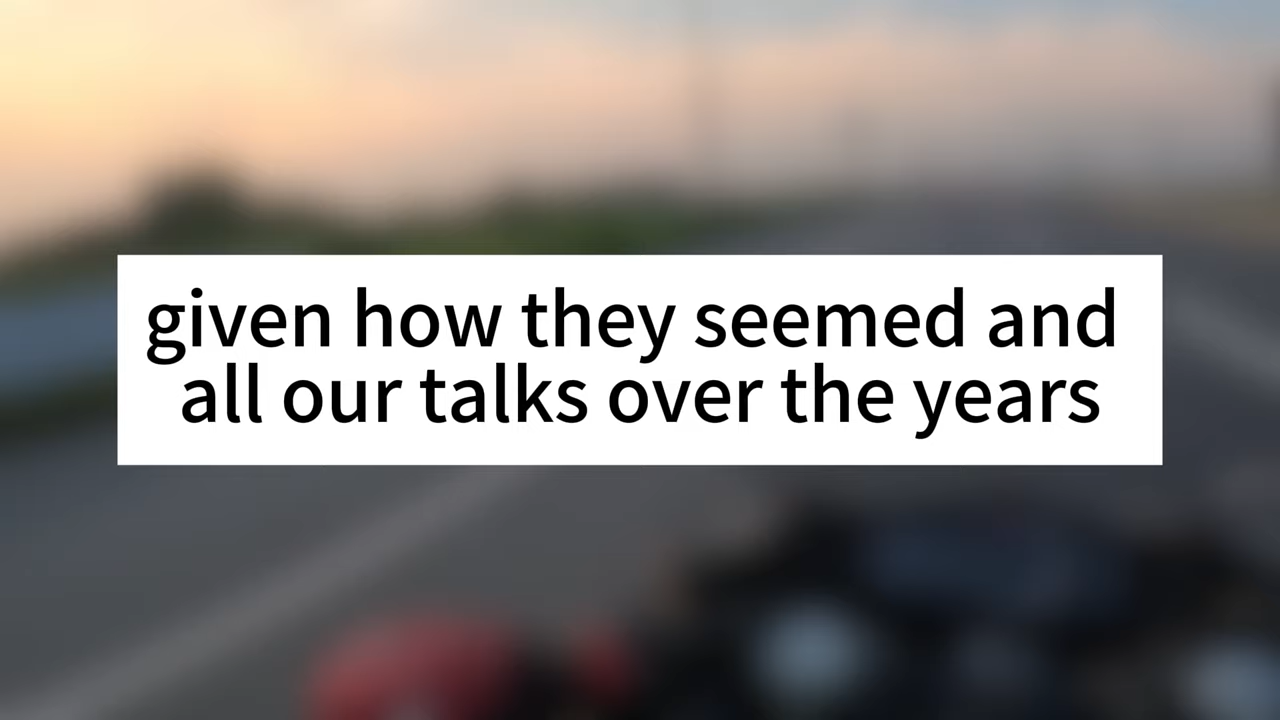 given how they seemed and
all our talks over the years